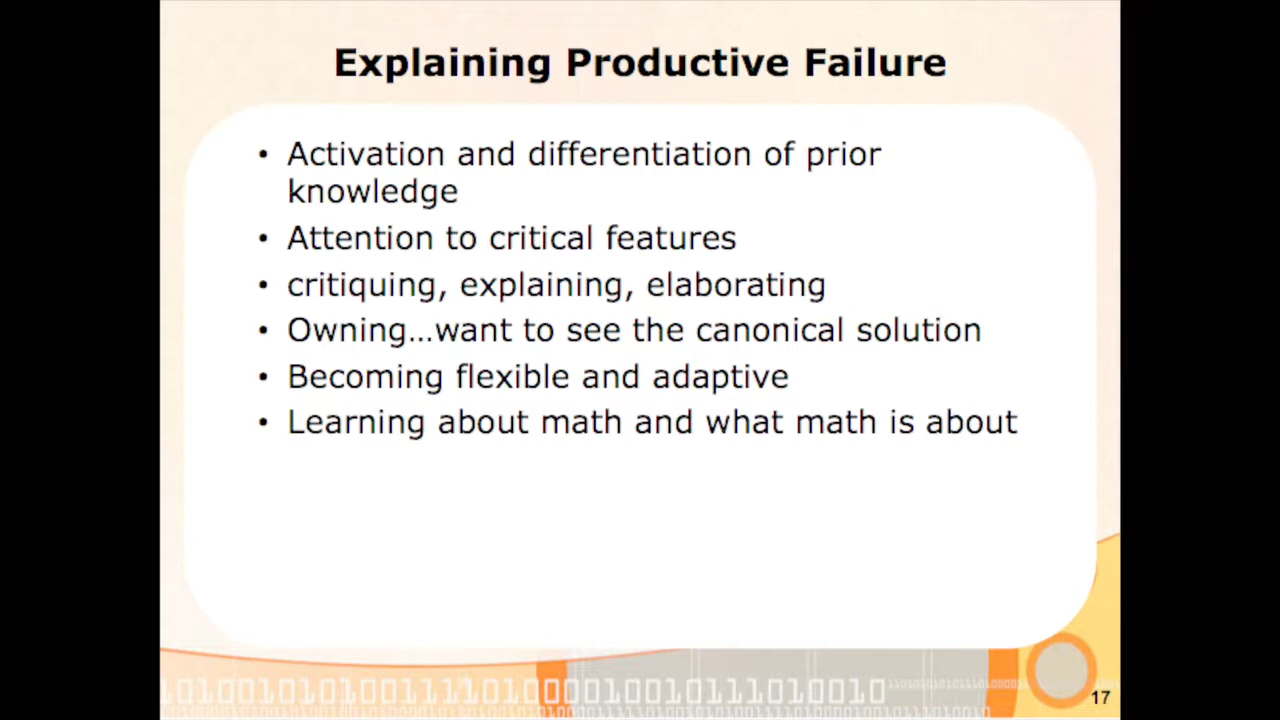 Explaining Productive Failure
• Activation and differentiation of prior
knowledge
• Attention to critical features
• critiquing, explaining, elaborating
• Owning...want to see the canonical solution
• Becoming flexible and adaptive
• Learning about math and what math is about
17